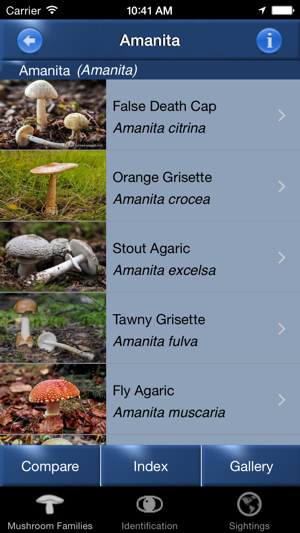 Carrier 10:41 AM
Amanita
Amanita (Amanita)
False Death Cap
Amanita citrina
Orange Grisette
Amanita crocea
Stout Agaric
Amanita excelsa
Tawny Grisette
Amanita fulva
Fly Agaric
Amanita muscaria
Compare Index Gallery
Mushroom Families Identification Sightings